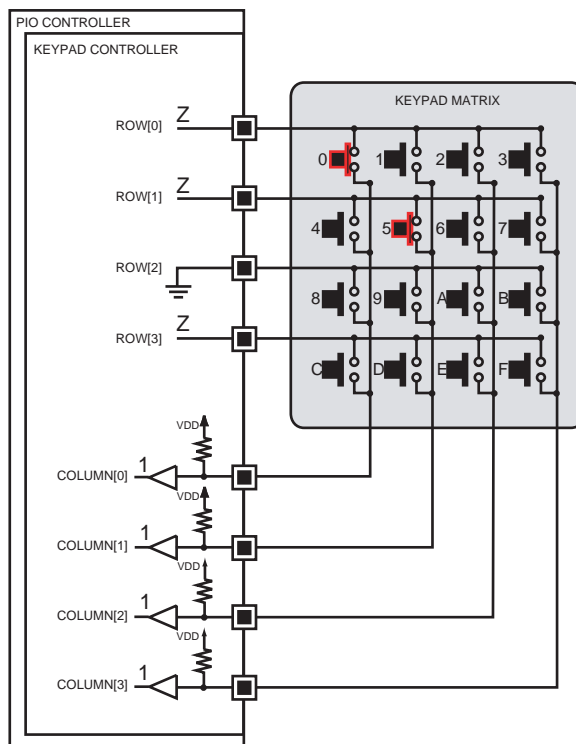 PIO CONTROLLER
KEYPAD CONTROLLER
KEYPAD MATRIX
ROW[0] Z
0 1 2 3
ROW[1] Z
4 5 6 7
ROW[2]
8 9 A B
ROW[3] Z
C D E F
VDD
COLUMN[0] 1
VDD
COLUMN[1] 1
VDD
COLUMN[2] 1
VDD
COLUMN[3] 1